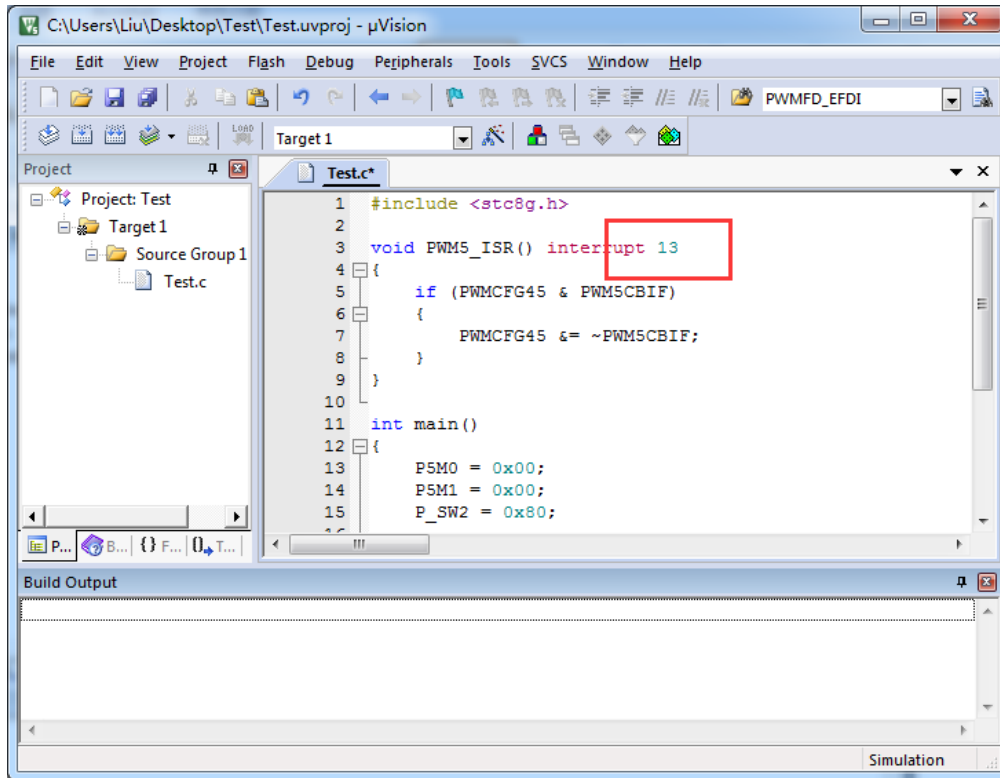 C:\Users\Liu\Desktop\Test\Test.uvproj - µVision
File Edit View Project Flash Debug Peripherals Tools SVCS Window Help
PWMFD_EFDI
LOAD Target 1
Project
Test.c*
Project: Test
Target 1
Source Group 1
Test.c
1 #include <stc8g.h>
2
3 void PWM5_ISR() interrupt 13
4 {
5 if (PWMCFG45 & PWM5CBIF)
6 {
7 PWMCFG45 &= ~PWM5CBIF;
8 }
9 }
10
11 int main()
12 {
13 P5M0 = 0x00;
14 P5M1 = 0x00;
15 P_SW2 = 0x80;
P... B... {} F... 0 T...
Build Output
Simulation